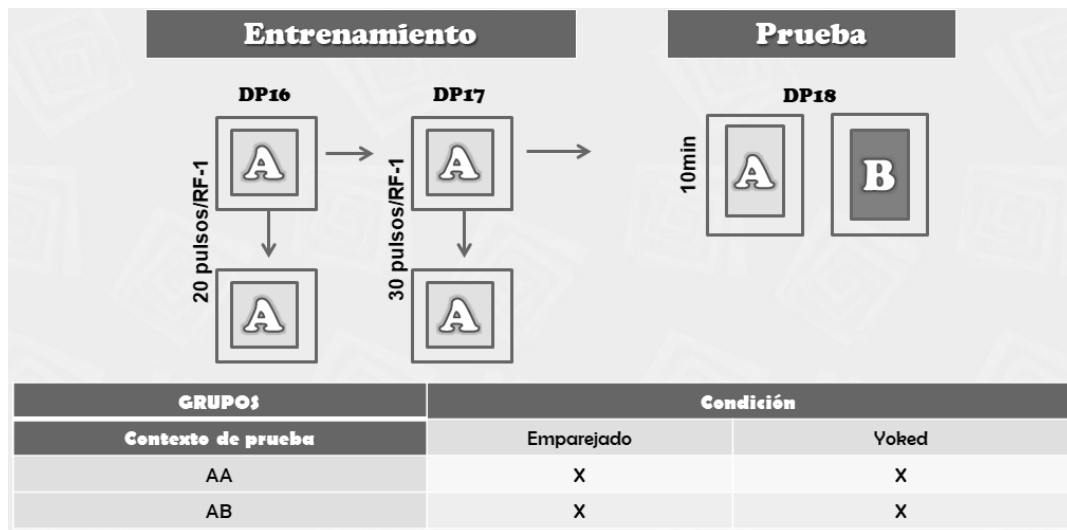 Entrenamiento
Prueba
DP16
DP17
DP18
20 pulsos/RF-1
A
A
30 pulsos/RF-1
A
A
10min
A
B
GRUPOS
Condición
Contexto de prueba
Emparejado
Yoked
AA
X
X
AB
X
X